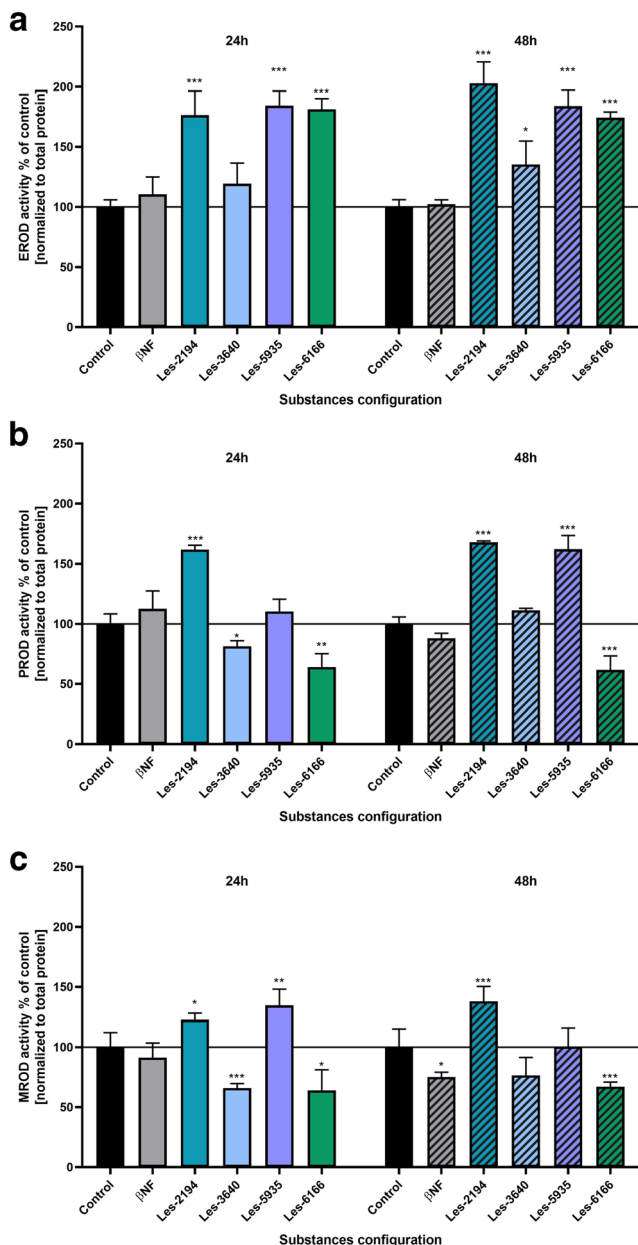 a
EROD activity % of control
[normalized to total protein]
250
200
150
100
50
0
24h
48h
***
***
***
***
*
***
***
Control
βNF
Les-2194
Les-3640
Les-5935
Les-6166
Control
βNF
Les-2194
Les-3640
Les-5935
Les-6166
Substances configuration
b
PROD activity % of control
[normalized to total protein]
250
200
150
100
50
0
24h
48h
***
*
**
***
***
***
Control
βNF
Les-2194
Les-3640
Les-5935
Les-6166
Control
βNF
Les-2194
Les-3640
Les-5935
Les-6166
Substances configuration
c
MROD activity % of control
[normalized to total protein]
250
200
150
100
50
0
24h
48h
*
***
**
*
*
***
***
Control
βNF
Les-2194
Les-3640
Les-5935
Les-6166
Control
βNF
Les-2194
Les-3640
Les-5935
Les-6166
Substances configuration